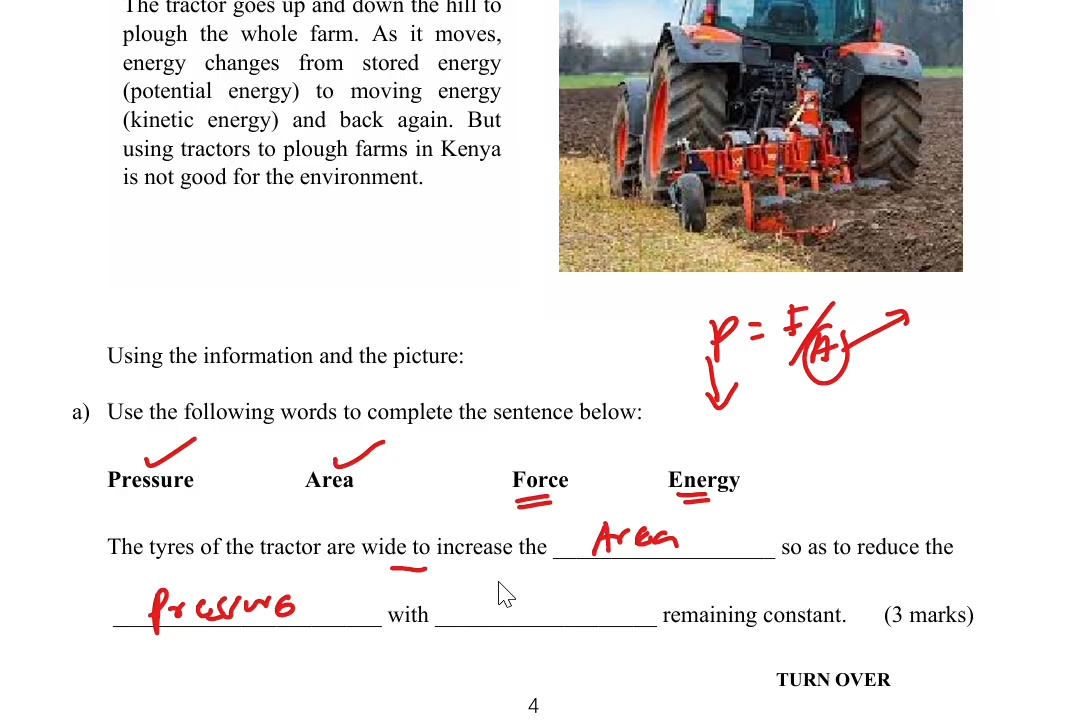 The tractor goes up and down the hill to
plough the whole farm. As it moves,
energy changes from stored energy
(potential energy) to moving energy
(kinetic energy) and back again. But
using tractors to plough farms in Kenya
is not good for the environment.
P = F/A
Using the information and the picture:
a) Use the following words to complete the sentence below:
Pressure Area Force Energy
The tyres of the tractor are wide to increase the Area so as to reduce the
Pressure with ____________________ remaining constant. (3 marks)
TURN OVER
4